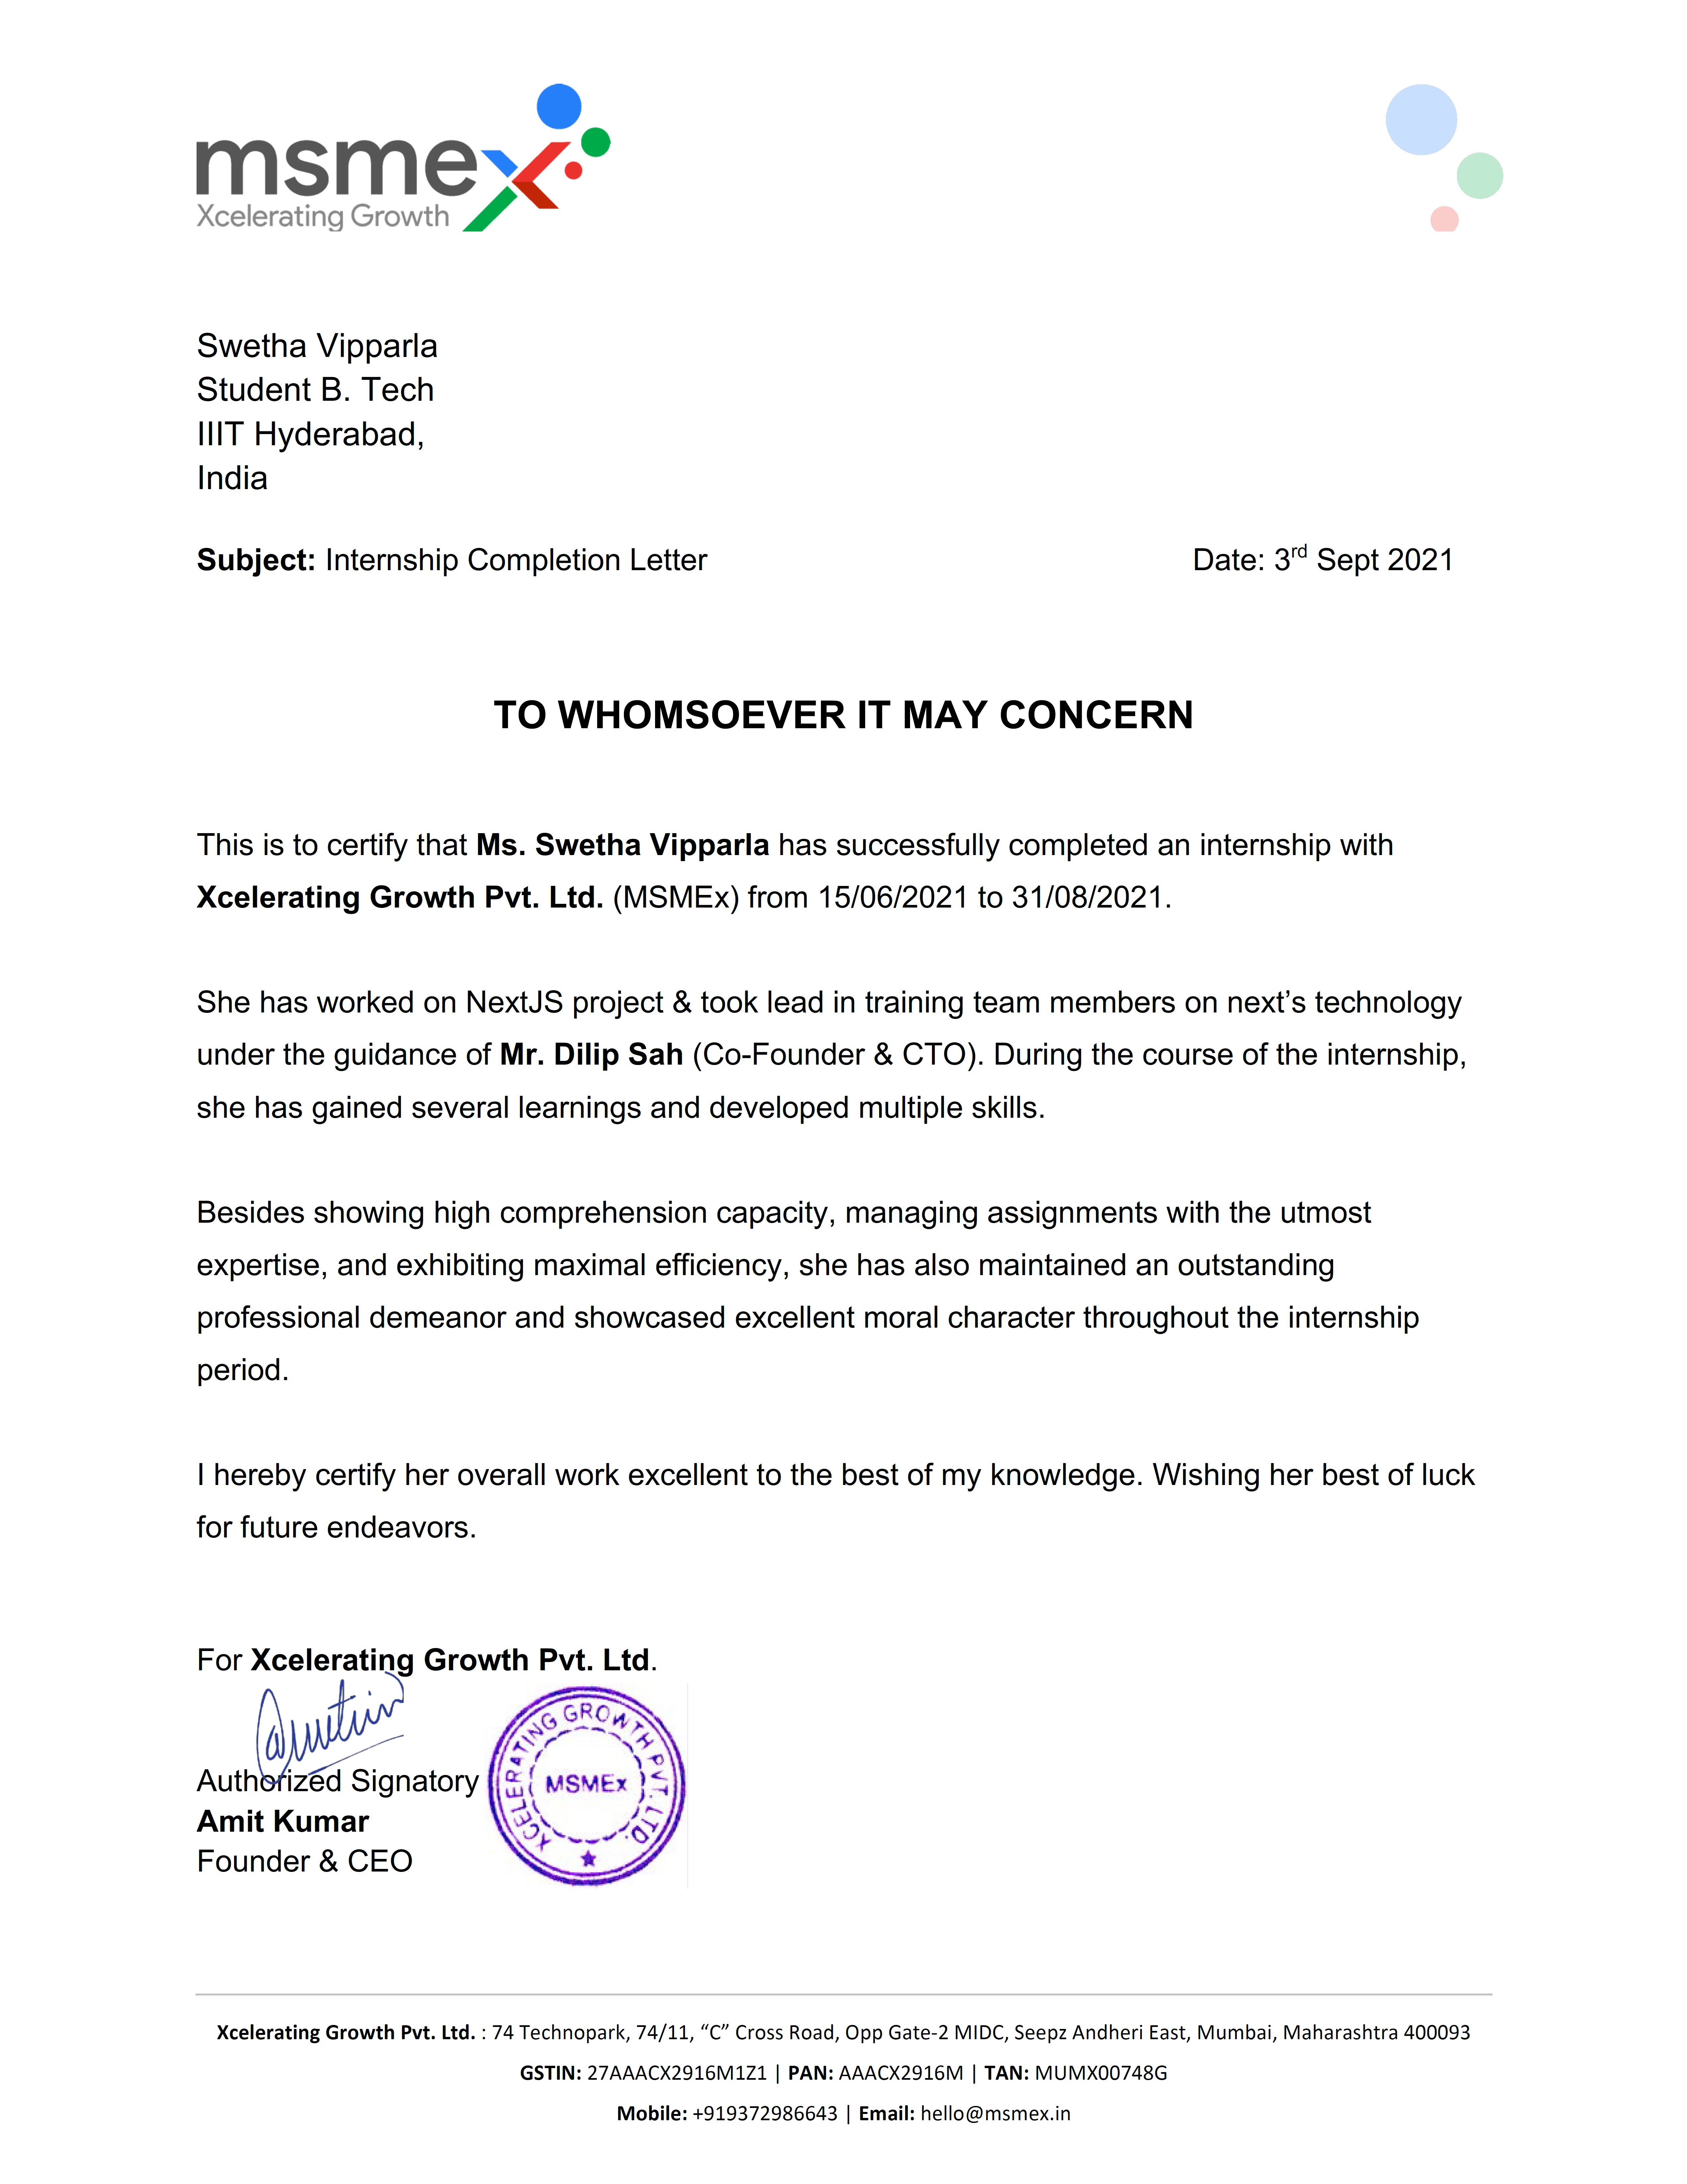 msmex
Xcelerating Growth
Swetha Vipparla
Student B. Tech
IIIT Hyderabad,
India
Subject: Internship Completion Letter Date: 3rd Sept 2021
TO WHOMSOEVER IT MAY CONCERN
This is to certify that Ms. Swetha Vipparla has successfully completed an internship with
Xcelerating Growth Pvt. Ltd. (MSMEx) from 15/06/2021 to 31/08/2021.
She has worked on NextJS project & took lead in training team members on next’s technology
under the guidance of Mr. Dilip Sah (Co-Founder & CTO). During the course of the internship,
she has gained several learnings and developed multiple skills.
Besides showing high comprehension capacity, managing assignments with the utmost
expertise, and exhibiting maximal efficiency, she has also maintained an outstanding
professional demeanor and showcased excellent moral character throughout the internship
period.
I hereby certify her overall work excellent to the best of my knowledge. Wishing her best of luck
for future endeavors.
For Xcelerating Growth Pvt. Ltd.
XCELERATING GROWTH PVT. LTD.
MSMEx
Authorized Signatory
Amit Kumar
Founder & CEO
Xcelerating Growth Pvt. Ltd. : 74 Technopark, 74/11, “C” Cross Road, Opp Gate-2 MIDC, Seepz Andheri East, Mumbai, Maharashtra 400093
GSTIN: 27AAACX2916M1Z1 | PAN: AAACX2916M | TAN: MUMX00748G
Mobile: +919372986643 | Email: hello@msmex.in